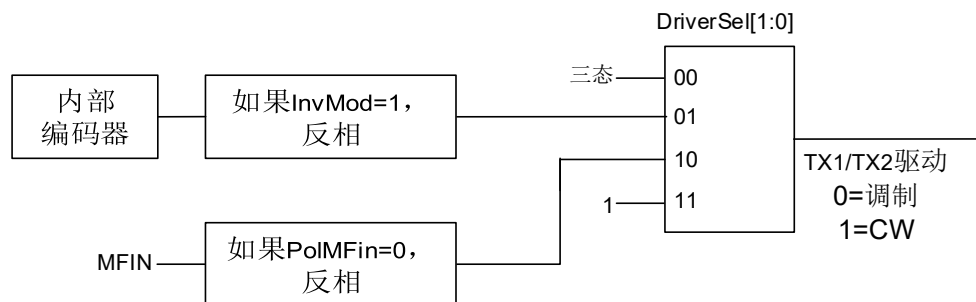 DriverSel[1:0]
三态
00
内部
编码器
如果InvMod=1，
反相
01
10
TX1/TX2驱动
0=调制
1=CW
1
11
MFIN
如果PolMFin=0，
反相